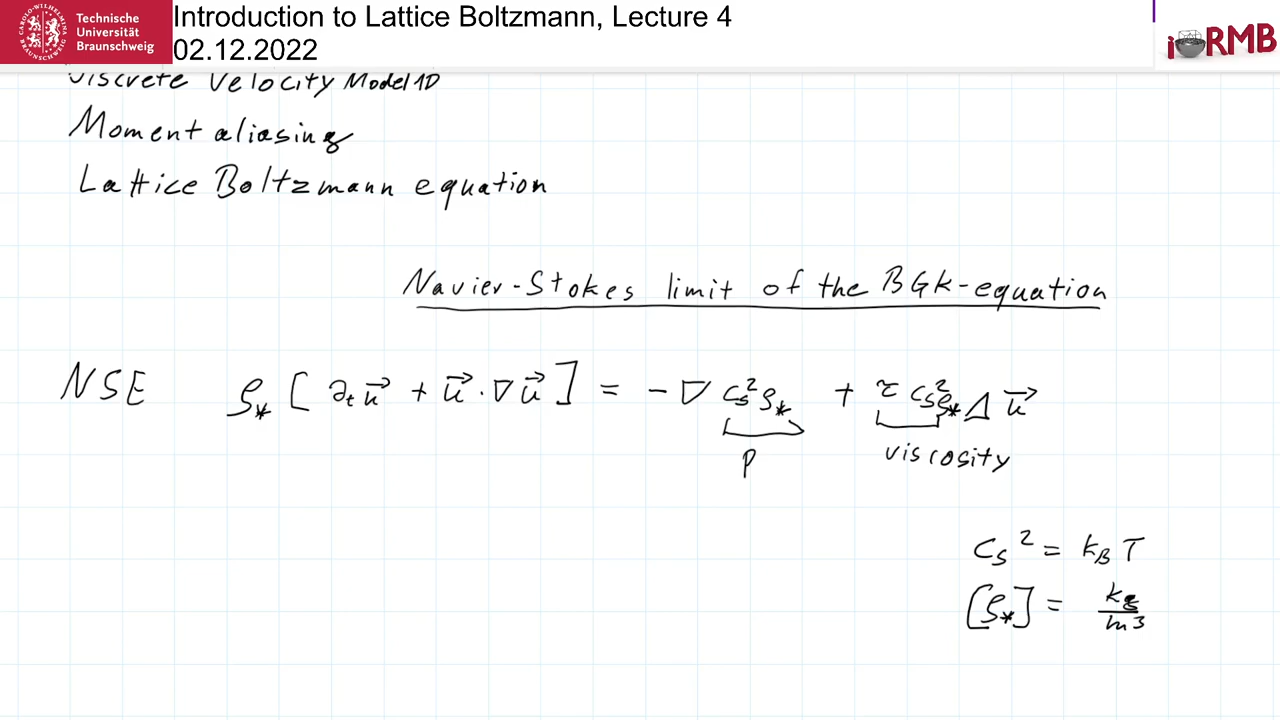 Technische
Universität
Braunschweig
Introduction to Lattice Boltzmann, Lecture 4
02.12.2022
iRMB
Discrete Velocity Model 1D
Moment aliasing
Lattice Boltzmann equation
Navier-Stokes limit of the BGK-equation
NSE ρ* [ ∂t u⃗ + u⃗ · ∇ u⃗ ] = - ∇ cs² ρ* + τ cs² ρ* Δ u⃗
p viscosity
cs² = kB T
[ρ*] = kg/m³